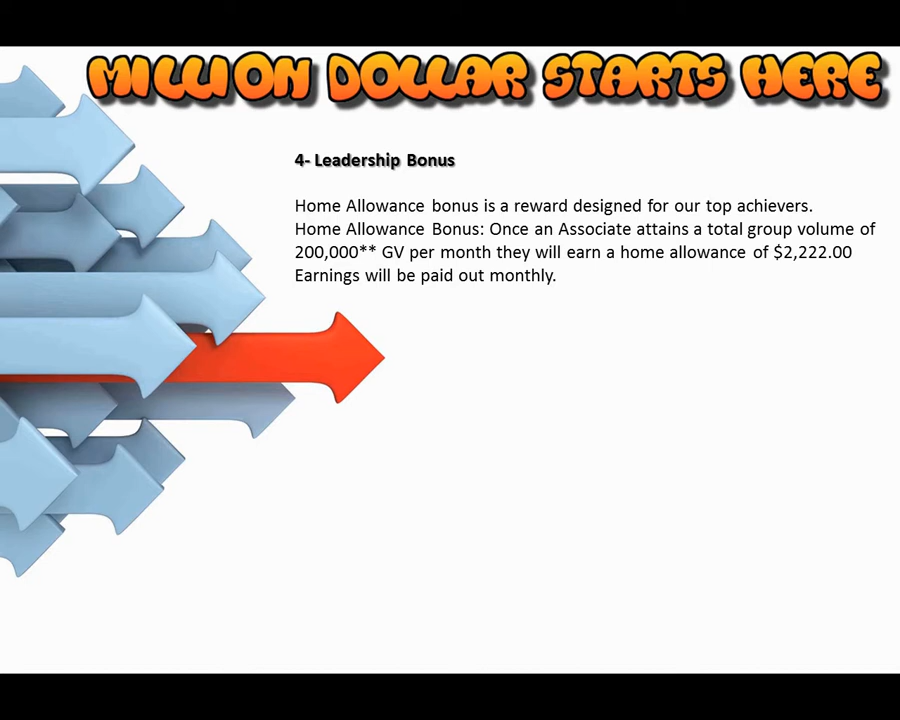 MILLION DOLLAR STARTS HERE
4- Leadership Bonus
Home Allowance bonus is a reward designed for our top achievers.
Home Allowance Bonus: Once an Associate attains a total group volume of
200,000** GV per month they will earn a home allowance of $2,222.00
Earnings will be paid out monthly.